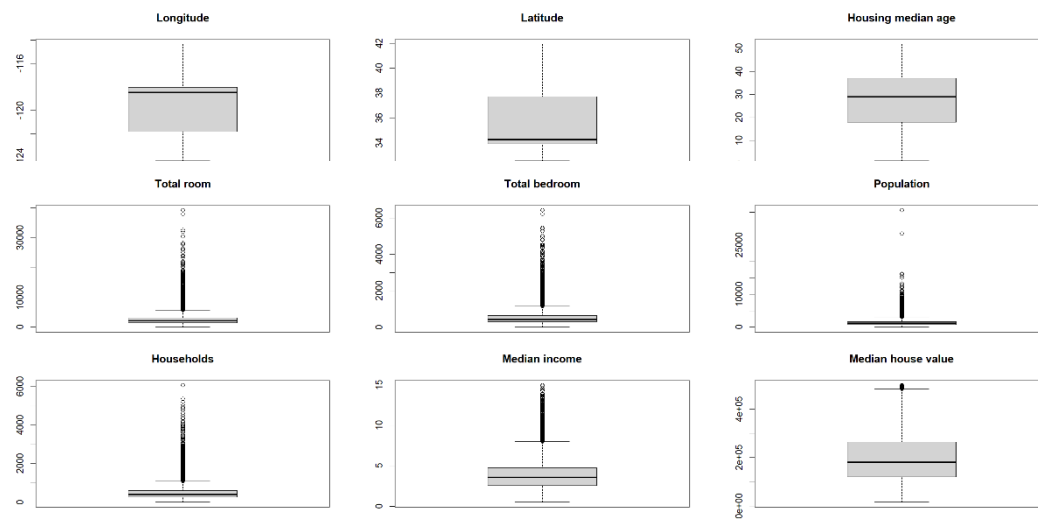 Longitude
Latitude
Housing median age
-116
-120
124
42
40
38
36
34
50
40
30
20
10
Total room
Total bedroom
Population
30000
10000
0
6000
4000
2000
0
25000
10000
0
Households
Median income
Median house value
6000
4000
2000
0
15
10
5
0
4e+05
2e+05
0e+00